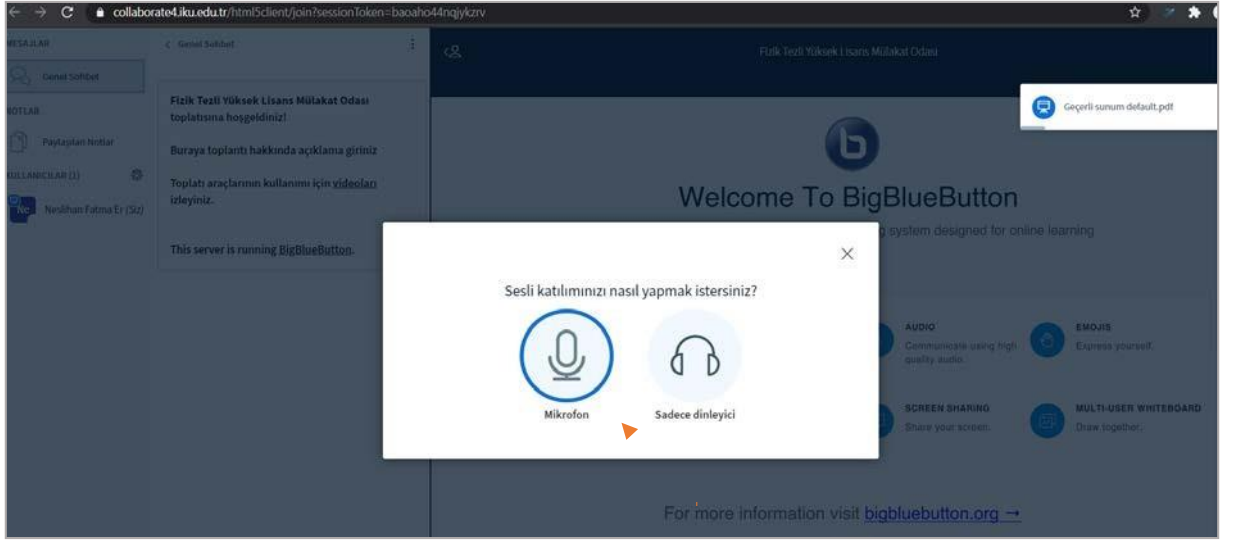 collaborate4.iku.edu.tr/html5client/join?sessionToken=baoaho44nqjykzrv
MESAJLAR
Genel Sohbet
NOTLAR
Paylaşılan Notlar
KULLANICILAR (1)
Ne
Neslihan Fatma Er (Siz)
Genel Sohbet
Fizik Tezli Yüksek Lisans Mülakat Odası
toplatısına hoşgeldiniz!
Buraya toplantı hakkında açıklama giriniz
Toplatı araçlarının kullanımı için videoları
izleyiniz.
This server is running BigBlueButton.
Fizik Tezli Yüksek Lisans Mülakat Odası
Geçerli sunum default.pdf
b
Welcome To BigBlueButton
system designed for online learning
Sesli katılımınızı nasıl yapmak istersiniz?
Mikrofon
Sadece dinleyici
AUDIO
Communicate using high
quality audio.
EMOJIS
Express yourself.
SCREEN SHARING
Share your screen.
MULTI-USER WHITEBOARD
Draw together.
For more information visit bigbluebutton.org →